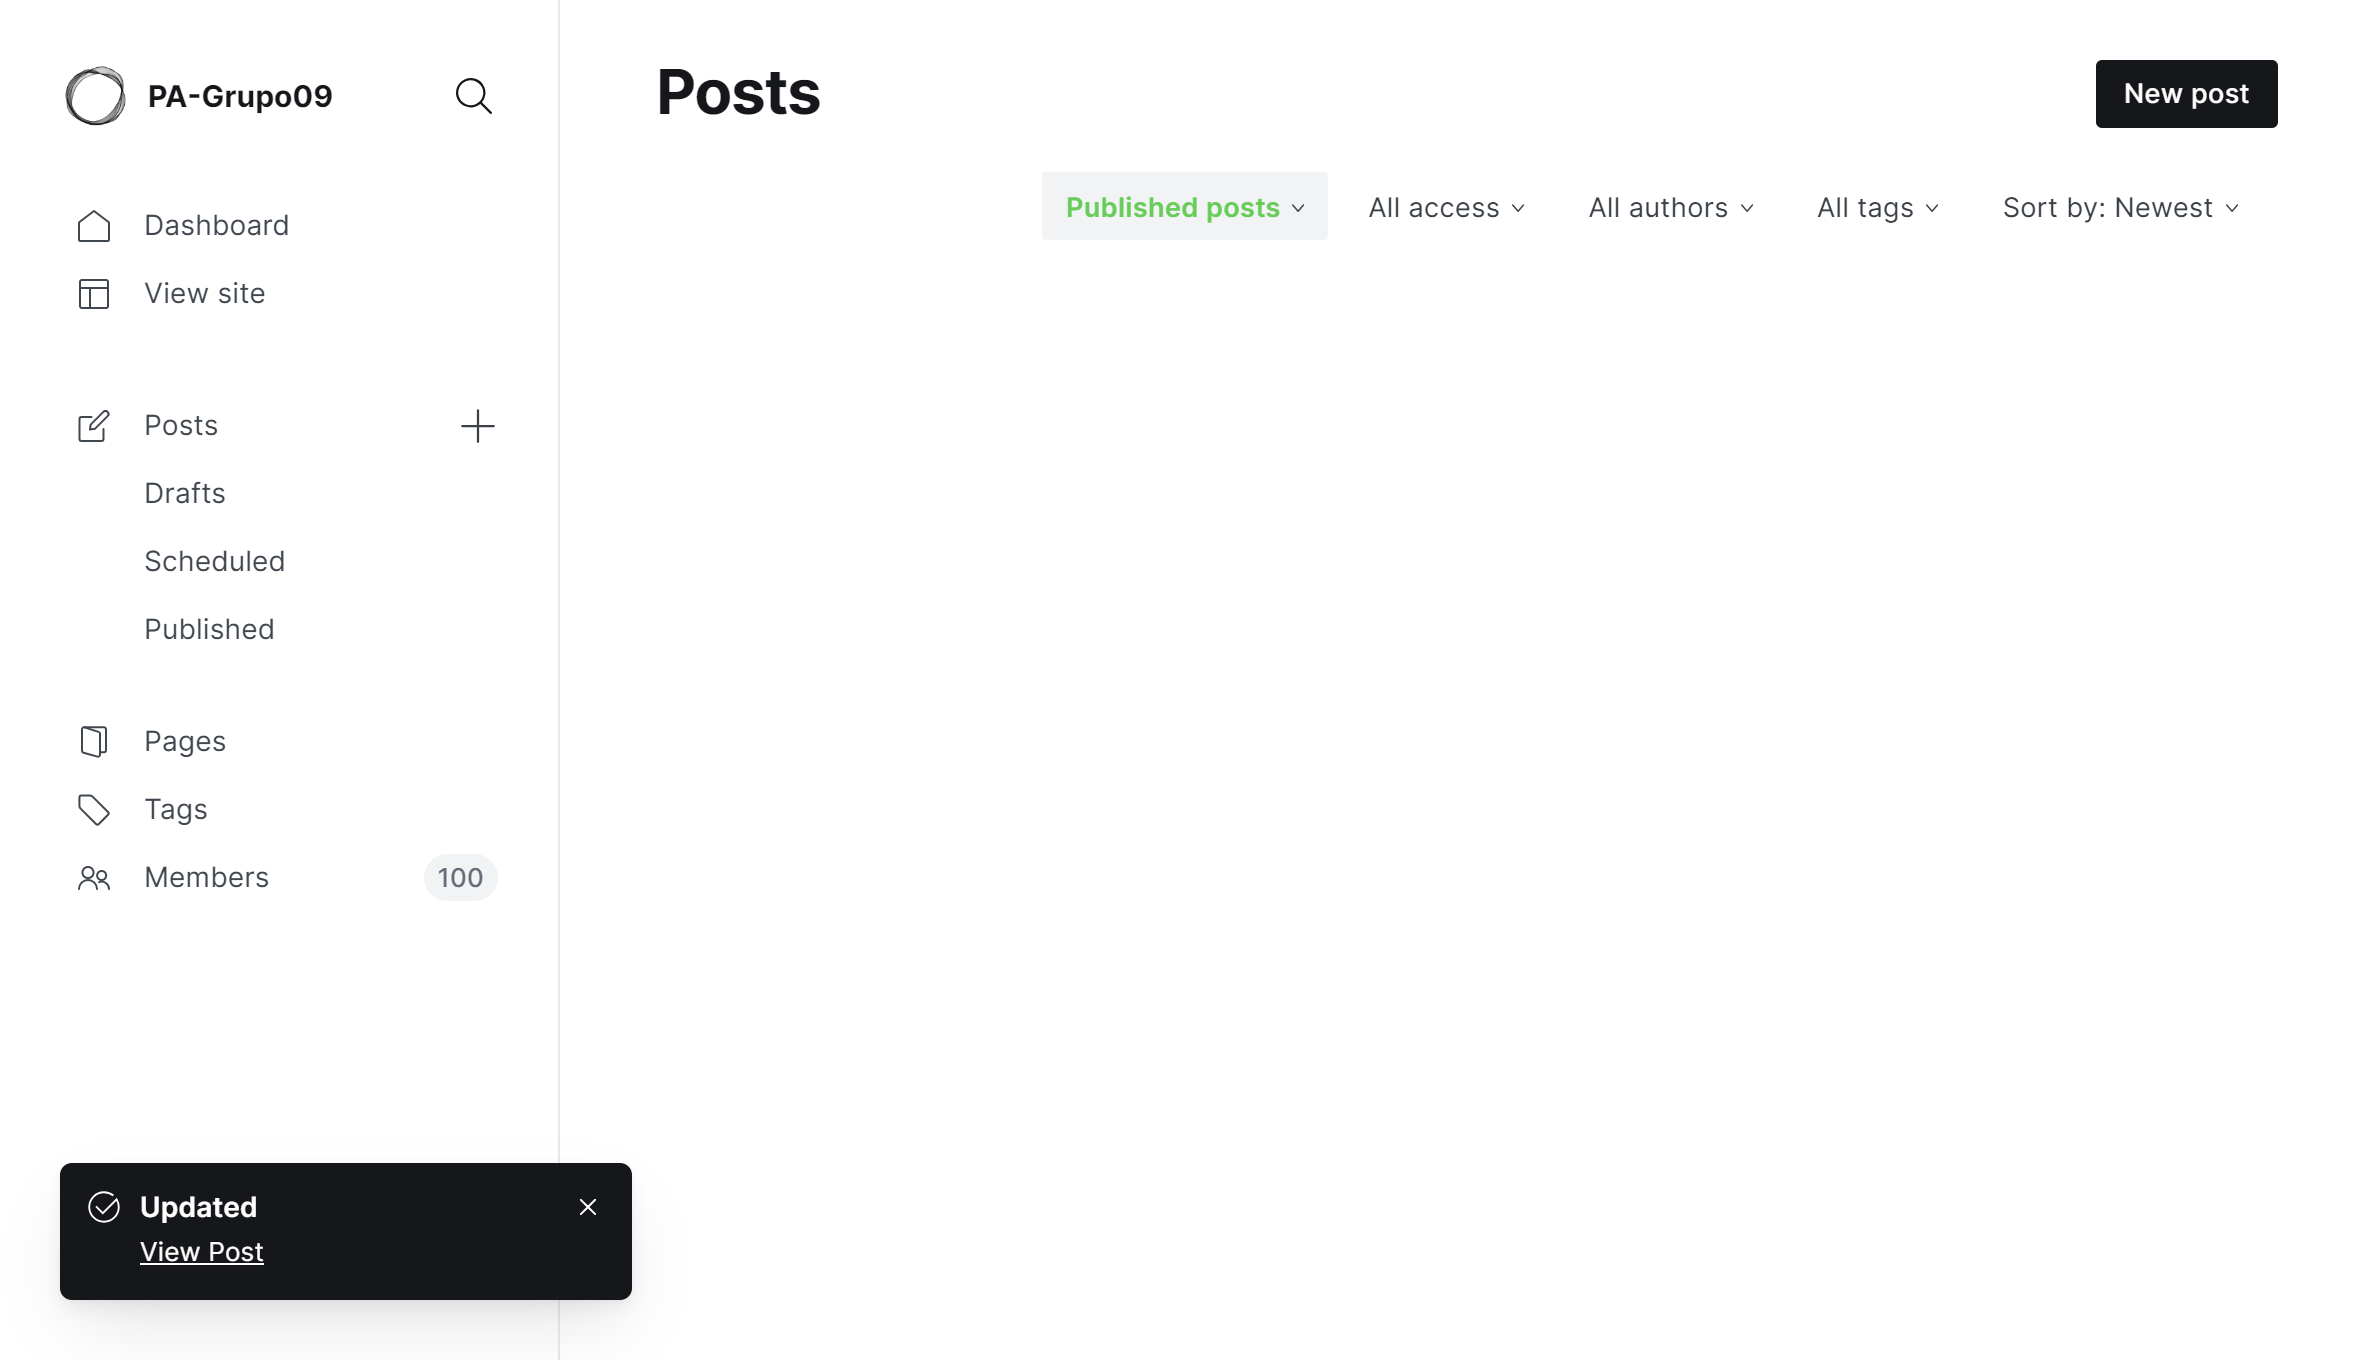 PA-Grupo09
Dashboard
View site
Posts
Drafts
Scheduled
Published
Pages
Tags
Members 100
Posts
New post
Published posts All access All authors All tags Sort by: Newest
Updated
View Post